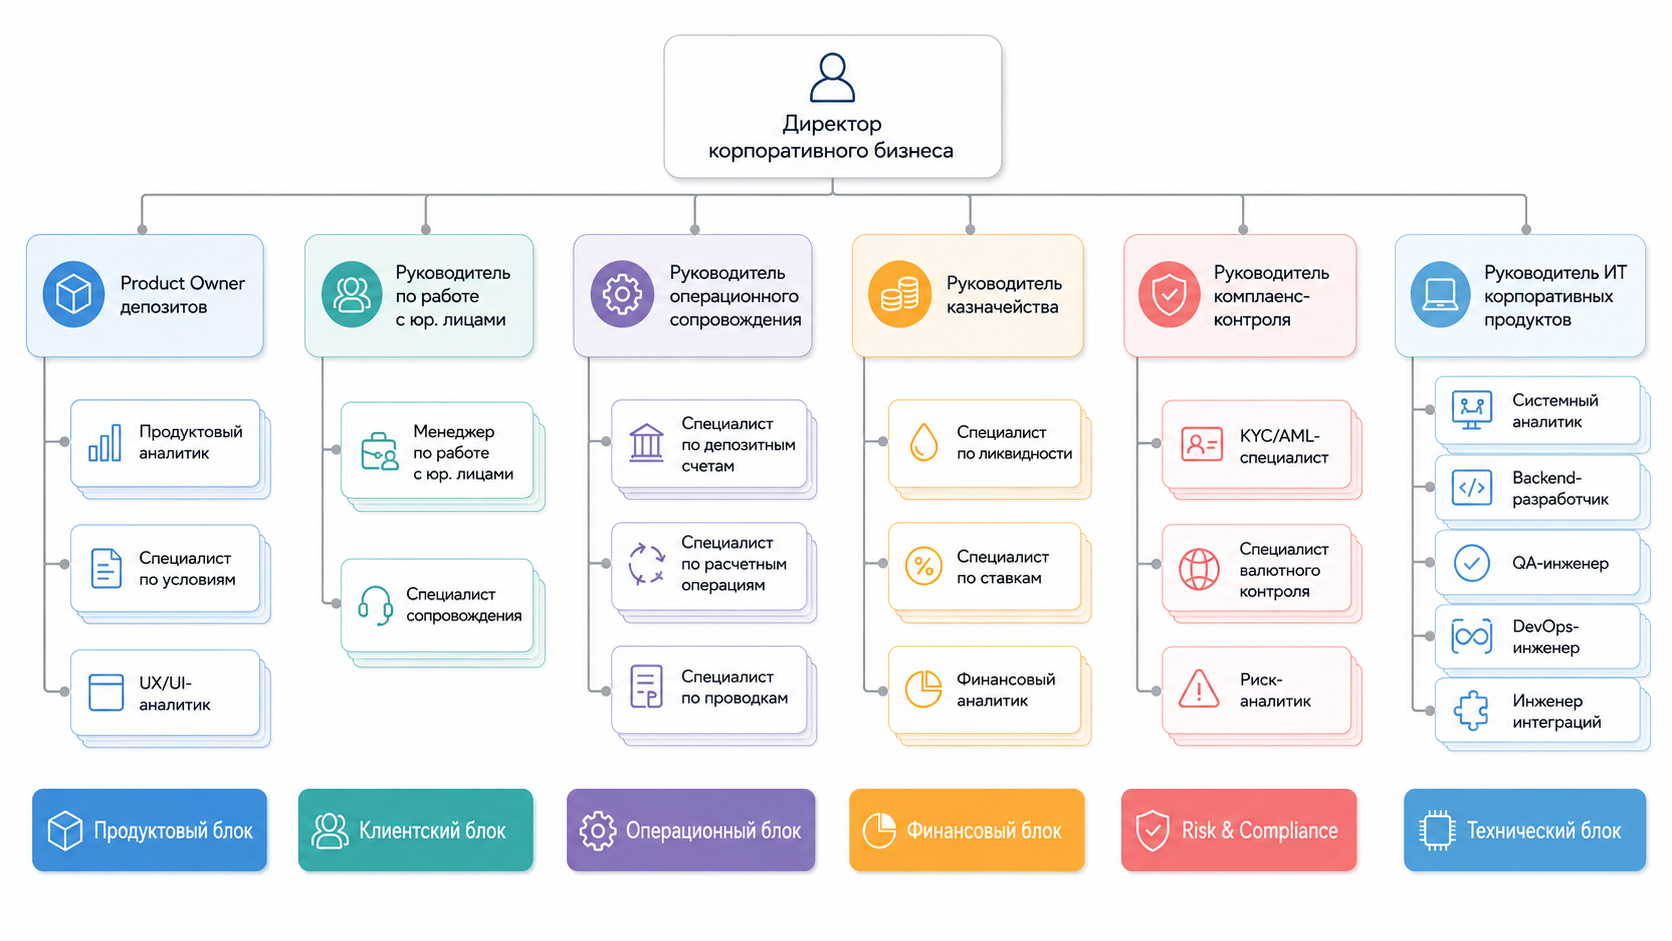 Директор
корпоративного бизнеса
Product Owner
депозитов
Руководитель
по работе
с юр. лицами
Руководитель
операционного
сопровождения
Руководитель
казначейства
Руководитель
комплаенс-
контроля
Руководитель ИТ
корпоративных
продуктов
Продуктовый
аналитик
Специалист
по условиям
UX/UI-
аналитик
Менеджер
по работе
с юр. лицами
Специалист
сопровождения
Специалист
по депозитным
счетам
Специалист
по расчетным
операциям
Специалист
по проводкам
Специалист
по ликвидности
Специалист
по ставкам
Финансовый
аналитик
KYC/AML-
специалист
Специалист
валютного
контроля
Риск-
аналитик
Системный
аналитик
Backend-
разработчик
QA-инженер
DevOps-
инженер
Инженер
интеграций
Продуктовый блок
Клиентский блок
Операционный блок
Финансовый блок
Risk & Compliance
Технический блок